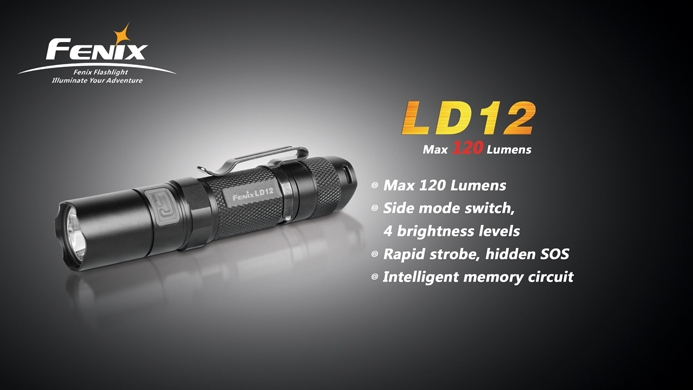 FENIX
Fenix Flashlight
Illuminate Your Adventure
LD12
Max 120 Lumens
Max 120 Lumens
Side mode switch,
4 brightness levels
Rapid strobe, hidden SOS
Intelligent memory circuit
Fenix LD12